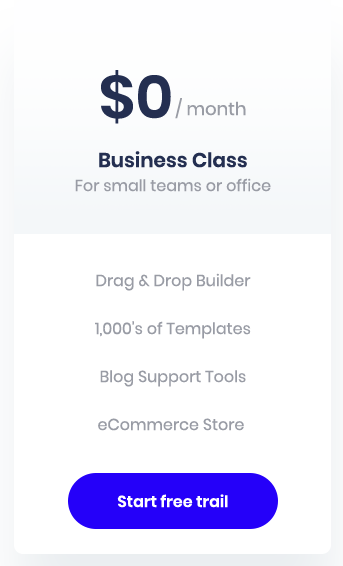 $0 / month
Business Class
For small teams or office
Drag & Drop Builder
1,000's of Templates
Blog Support Tools
eCommerce Store
Start free trail